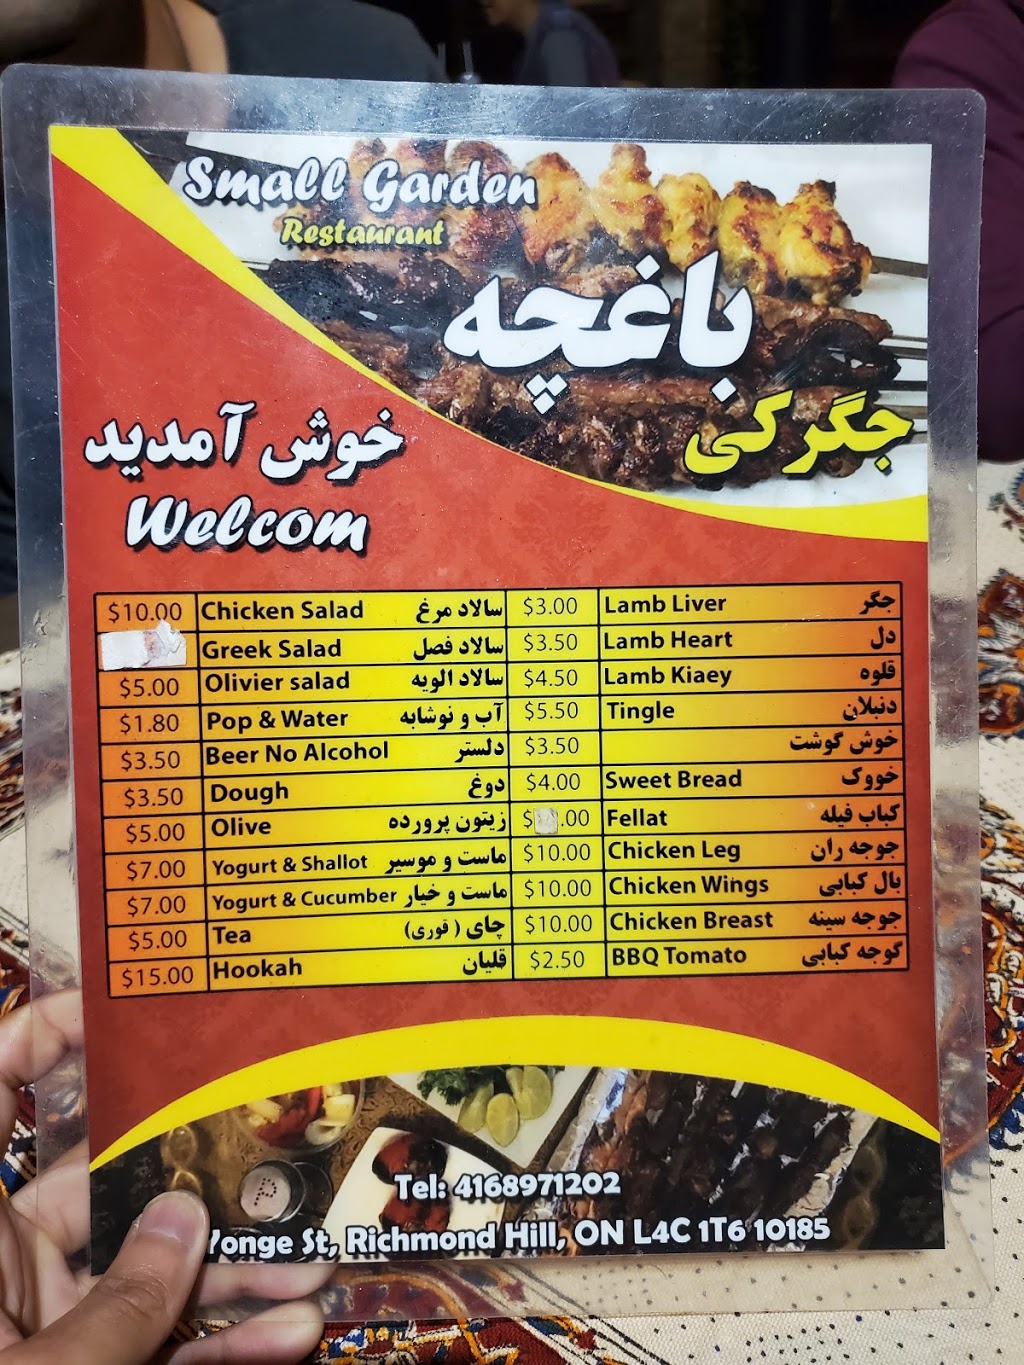 Small Garden
Restaurant
باغچه
جگرکی
خوش آمدید
Welcom
$10.00 Chicken Salad سالاد مرغ
Greek Salad سالاد فصل
$5.00 Olivier salad سالاد الویه
$1.80 Pop & Water آب و نوشابه
$3.50 Beer No Alcohol دلستر
$3.50 Dough دوغ
$5.00 Olive زیتون پرورده
$7.00 Yogurt & Shallot ماست و موسیر
$7.00 Yogurt & Cucumber ماست و خیار
$5.00 Tea چای (قوری)
$15.00 Hookah قلیان
$3.00 Lamb Liver جگر
$3.50 Lamb Heart دل
$4.50 Lamb Kiaey قلوه
$5.50 Tingle دنبلان
$3.50 خوش گوشت
$4.00 Sweet Bread خووک
$ .00 Fellat کباب فیله
$10.00 Chicken Leg جوجه ران
$10.00 Chicken Wings بال کبابی
$10.00 Chicken Breast جوجه سینه
$2.50 BBQ Tomato گوجه کبابی
Tel: 4168971202
Yonge St, Richmond Hill, ON L4C 1T6 10185